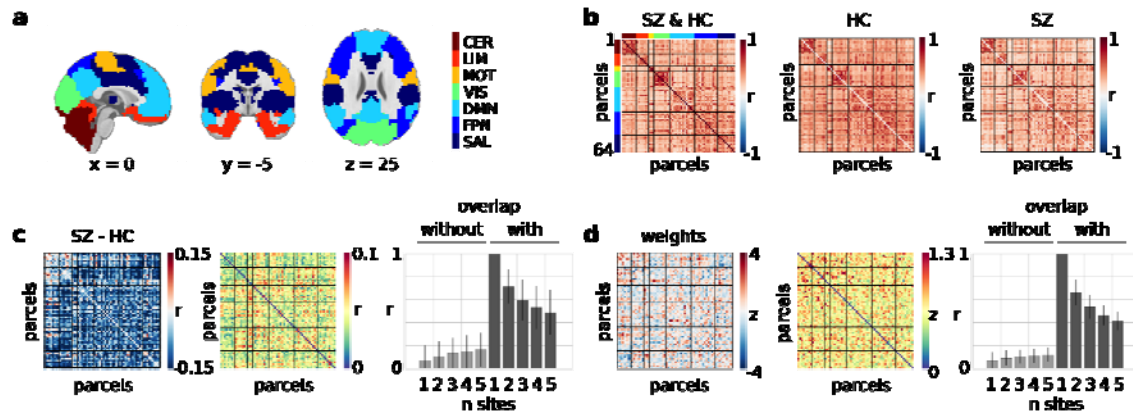 a
CER
LIM
MOT
VIS
DMN
FPN
SAL
x = 0
y = -5
z = 25
b
SZ & HC
HC
SZ
1
64
parcels
parcels
1
r
-1
parcels
1
r
-1
parcels
1
r
-1
c
SZ - HC
parcels
parcels
0.15
r
-0.15
parcels
parcels
0.1
r
0
overlap
without
with
1
r
0
1 2 3 4 5 1 2 3 4 5
n sites
d
weights
parcels
parcels
4
z
-4
parcels
parcels
1.3
z
0
overlap
without
with
1
r
0
1 2 3 4 5 1 2 3 4 5
n sites